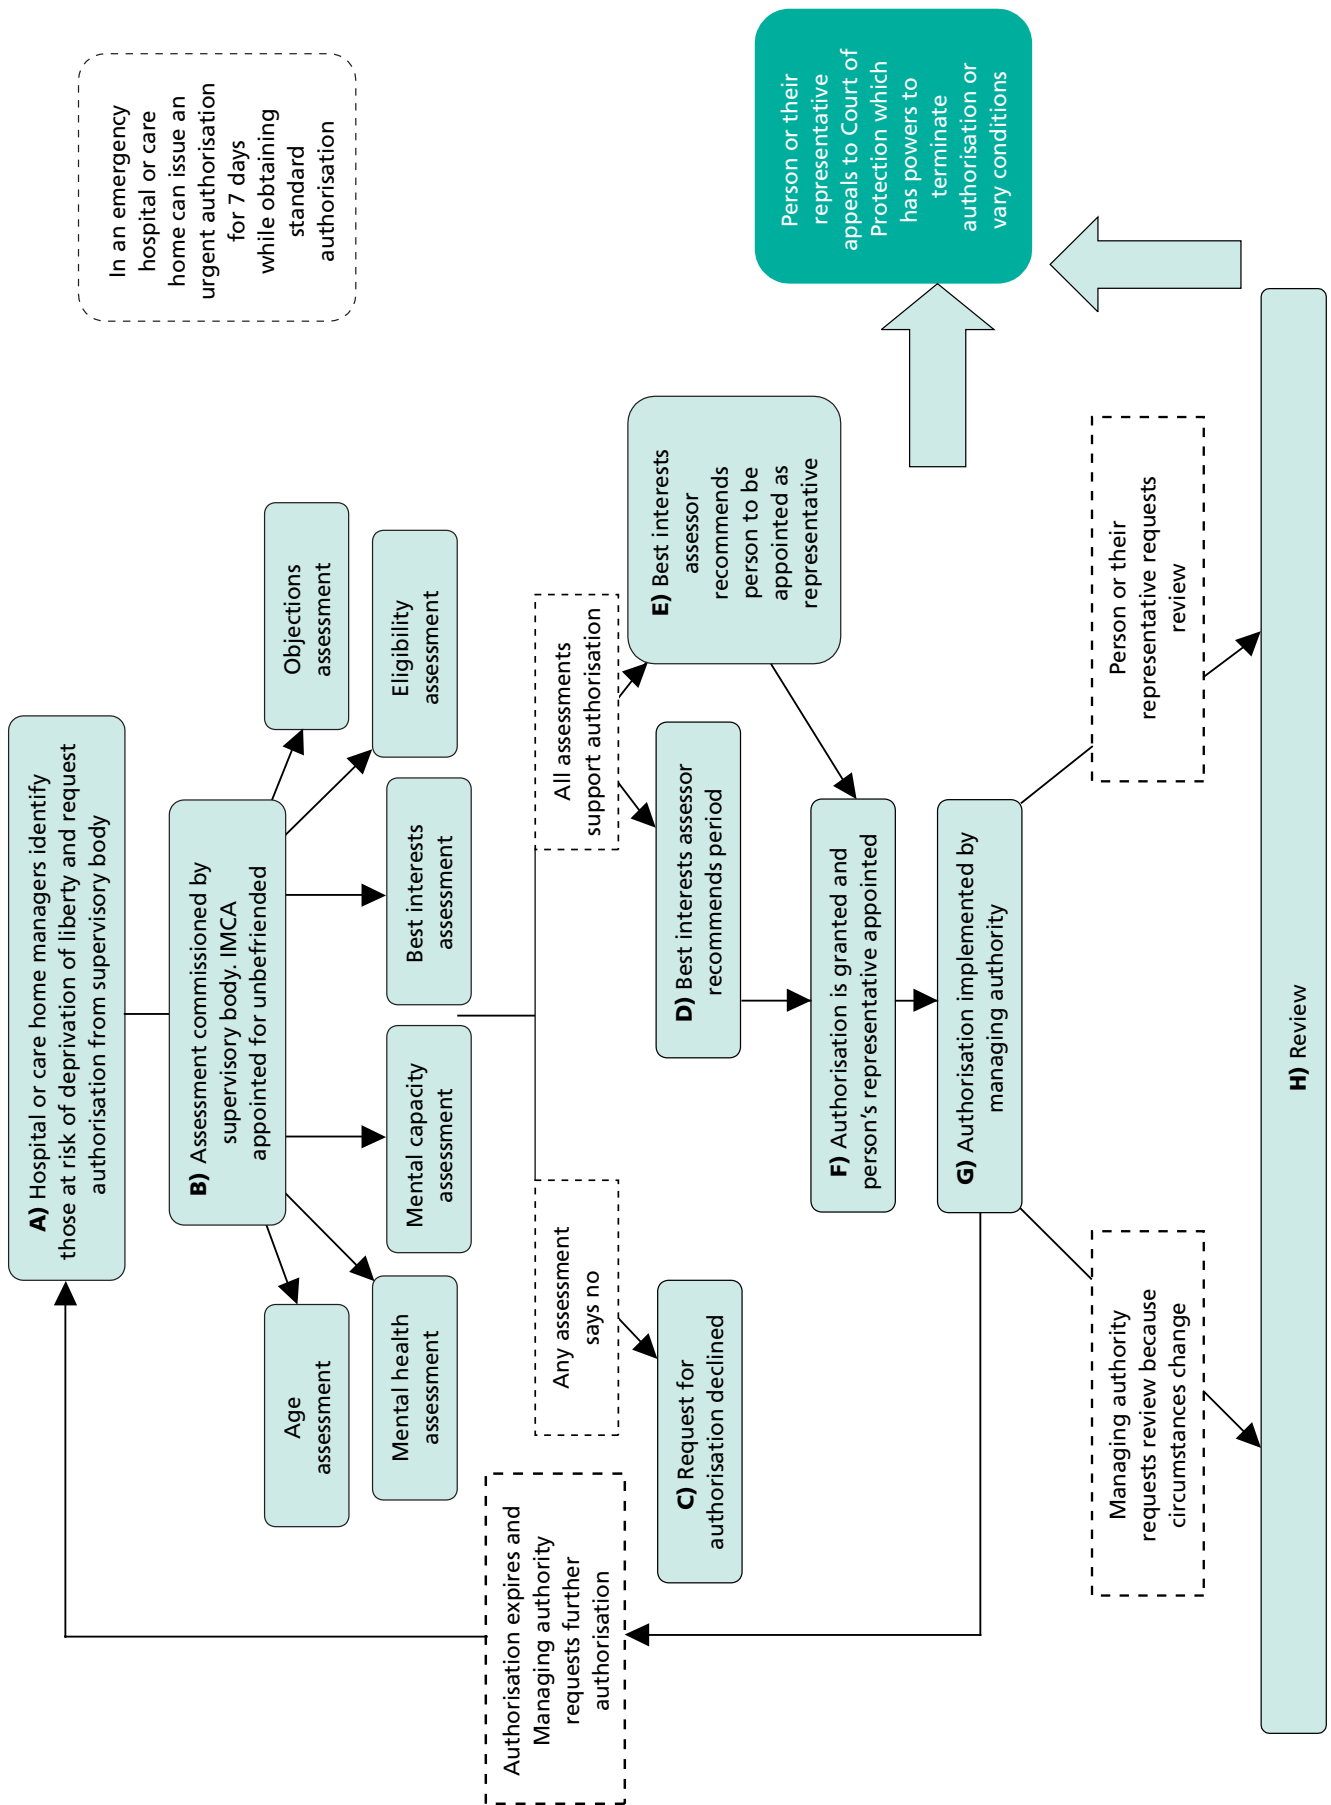 A) Hospital or care home managers identify
those at risk of deprivation of liberty and request
authorisation from supervisory body
In an emergency
hospital or care
home can issue an
urgent authorisation
for 7 days
while obtaining
standard
authorisation
B) Assessment commissioned by
supervisory body. IMCA
appointed for unbefriended
Age
assessment
Mental health
assessment
Mental capacity
assessment
Best interests
assessment
Eligibility
assessment
Objections
assessment
Authorisation expires and
Managing authority
requests further
authorisation
Any assessment
says no
All assessments
support authorisation
C) Request for
authorisation declined
D) Best interests assessor
recommends period
E) Best interests
assessor
recommends
person to be
appointed as
representative
F) Authorisation is granted and
person’s representative appointed
G) Authorisation implemented by
managing authority
Person or their
representative
appeals to Court of
Protection which
has powers to
terminate
authorisation or
vary conditions
Managing authority
requests review because
circumstances change
Person or their
representative requests
review
H) Review